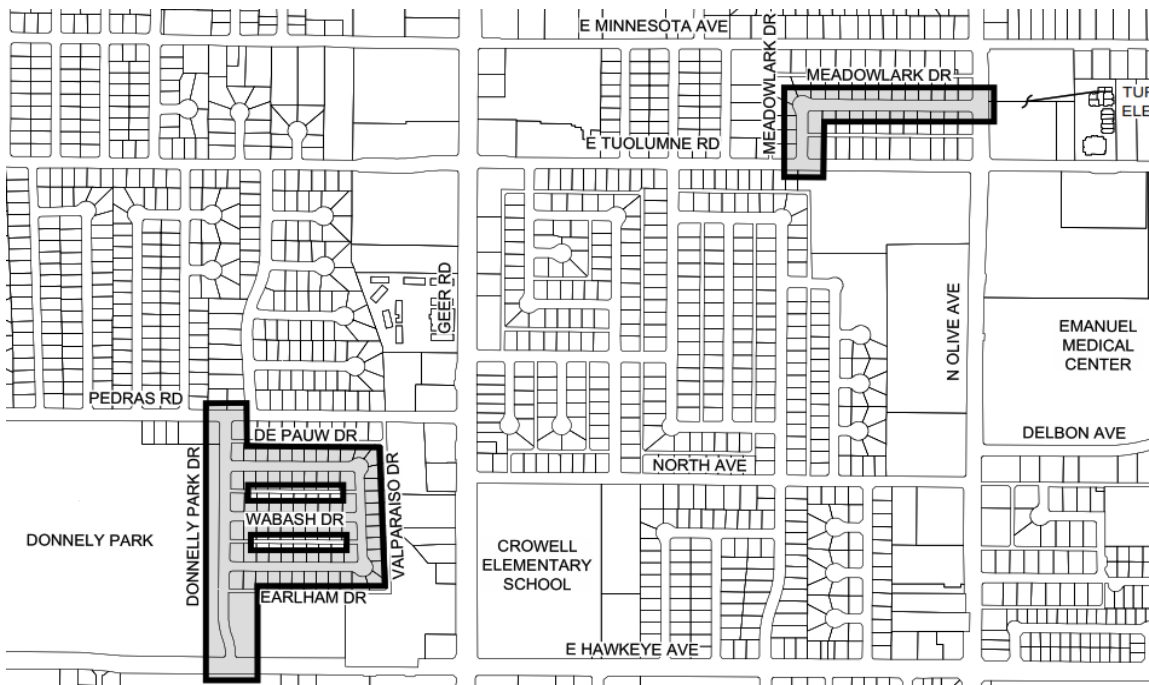 E MINNESOTA AVE
MEADOWLARK DR
MEADOWLARK DR
E TUOLUMNE RD
GEER RD
N OLIVE AVE
EMANUEL
MEDICAL
CENTER
PEDRAS RD
DE PAUW DR
DELBON AVE
NORTH AVE
DONNELLY PARK DR
VALPARAISO DR
WABASH DR
DONNELY PARK
CROWELL
ELEMENTARY
SCHOOL
EARLHAM DR
E HAWKEYE AVE